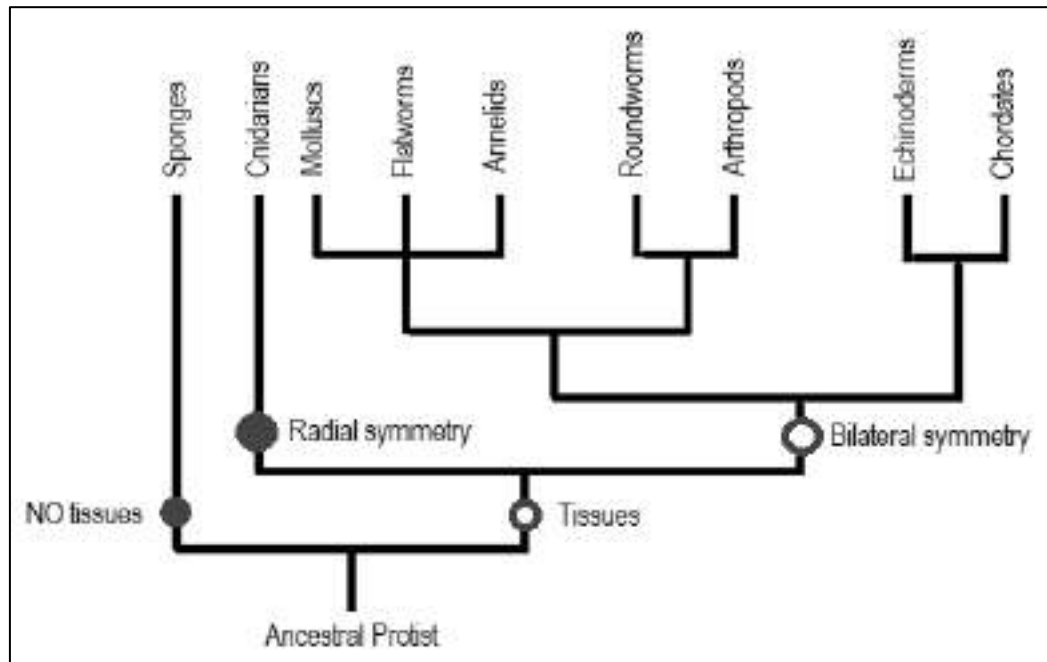 Sponges
Cnidarians
Molluscs
Flatworms
Annelids
Roundworms
Arthropods
Echinoderms
Chordates
Radial symmetry
Bilateral symmetry
NO tissues
Tissues
Ancestral Protist